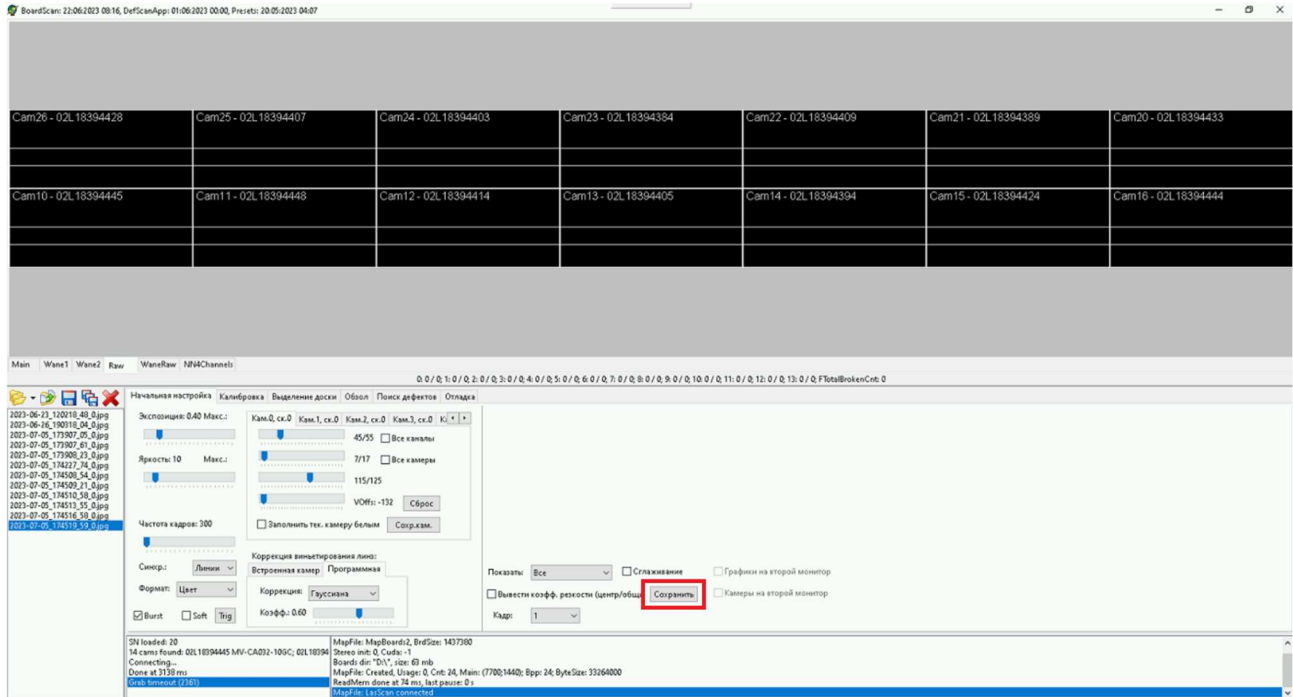 BoardScan: 22:06:2023 08:16, DefScanApp: 01:06:2023 00:00, Presets: 20:05:2023 04:07
Cam26 - 02L18394428 Cam25 - 02L18394407 Cam24 - 02L18394403 Cam23 - 02L18394384 Cam22 - 02L18394409 Cam21 - 02L18394389 Cam20 - 02L18394433
Cam10 - 02L18394445 Cam11 - 02L18394448 Cam12 - 02L18394414 Cam13 - 02L18394405 Cam14 - 02L18394394 Cam15 - 02L18394424 Cam16 - 02L18394444
Main Wane1 Wane2 Raw WaneRaw NN4Channels
0: 0 / 0; 1: 0 / 0; 2: 0 / 0; 3: 0 / 0; 4: 0 / 0; 5: 0 / 0; 6: 0 / 0; 7: 0 / 0; 8: 0 / 0; 9: 0 / 0; 10: 0 / 0; 11: 0 / 0; 12: 0 / 0; 13: 0 / 0; FTotalBrokenCnt: 0
Начальная настройка Калибровка Выделение доски Обзол Поиск дефектов Отладка
2023-06-23_120218_48_0.jpg
2023-06-26_190318_04_0.jpg
2023-07-05_173907_05_0.jpg
2023-07-05_173907_61_0.jpg
2023-07-05_173908_23_0.jpg
2023-07-05_174227_74_0.jpg
2023-07-05_174508_54_0.jpg
2023-07-05_174509_21_0.jpg
2023-07-05_174510_58_0.jpg
2023-07-05_174513_55_0.jpg
2023-07-05_174516_58_0.jpg
2023-07-05_174519_59_0.jpg
Экспозиция: 0.40 Макс.:
Яркость: 10 Макс.:
Частота кадров: 300
Синхр.: Линии
Формат: Цвет
Burst Soft Trig
Кам.0, ск.0 Кам.1, ск.0 Кам.2, ск.0 Кам.3, ск.0
45/55 Все каналы
7/17 Все камеры
115/125
VOffs: -132 Сброс
Заполнить тек. камеру белым Сохр.кам.
Коррекция виньетирования линз:
Встроенная камер Программная
Коррекция: Гауссиана
Коэфф.: 0.60
Показать: Все Сглаживание Графики на второй монитор
Вывести коэфф. резкости (центр/общ Сохранить Камеры на второй монитор
Кадр: 1
SN loaded: 20
14 cams found: 02L18394445 MV-CA032-10GC; 02L18394
Connecting...
Done at 3138 ms
Grab timeout (2361)
MapFile: MapBoards2, BrdSize: 1437380
Stereo init: 0, Cuda: -1
Boards dir: "D:\", size: 63 mb
MapFile: Created, Usage: 0, Cnt: 24, Main: (7700;1440); Bpp: 24; ByteSize: 33264000
ReadMem done at 74 ms, last pause: 0 s
MapFile: LasScan connected